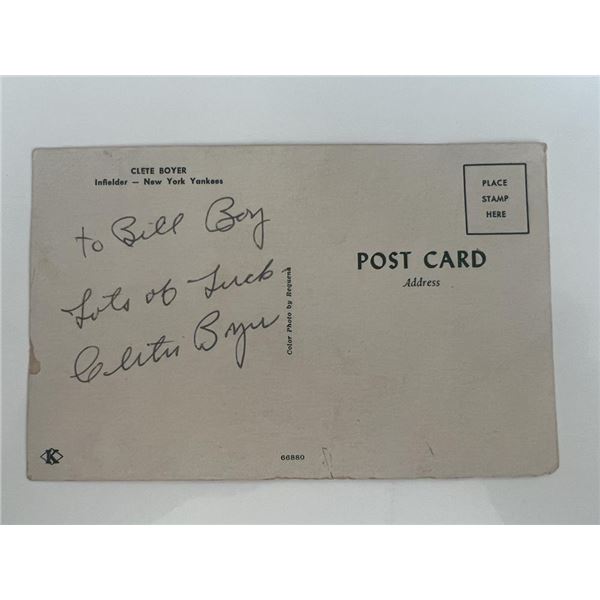 CLETE BOYER
Infielder — New York Yankees
to Bill Boy
Lots of Luck
Cletis Boyer
Color Photo by Requena
PLACE
STAMP
HERE
POST CARD
Address
K
66880